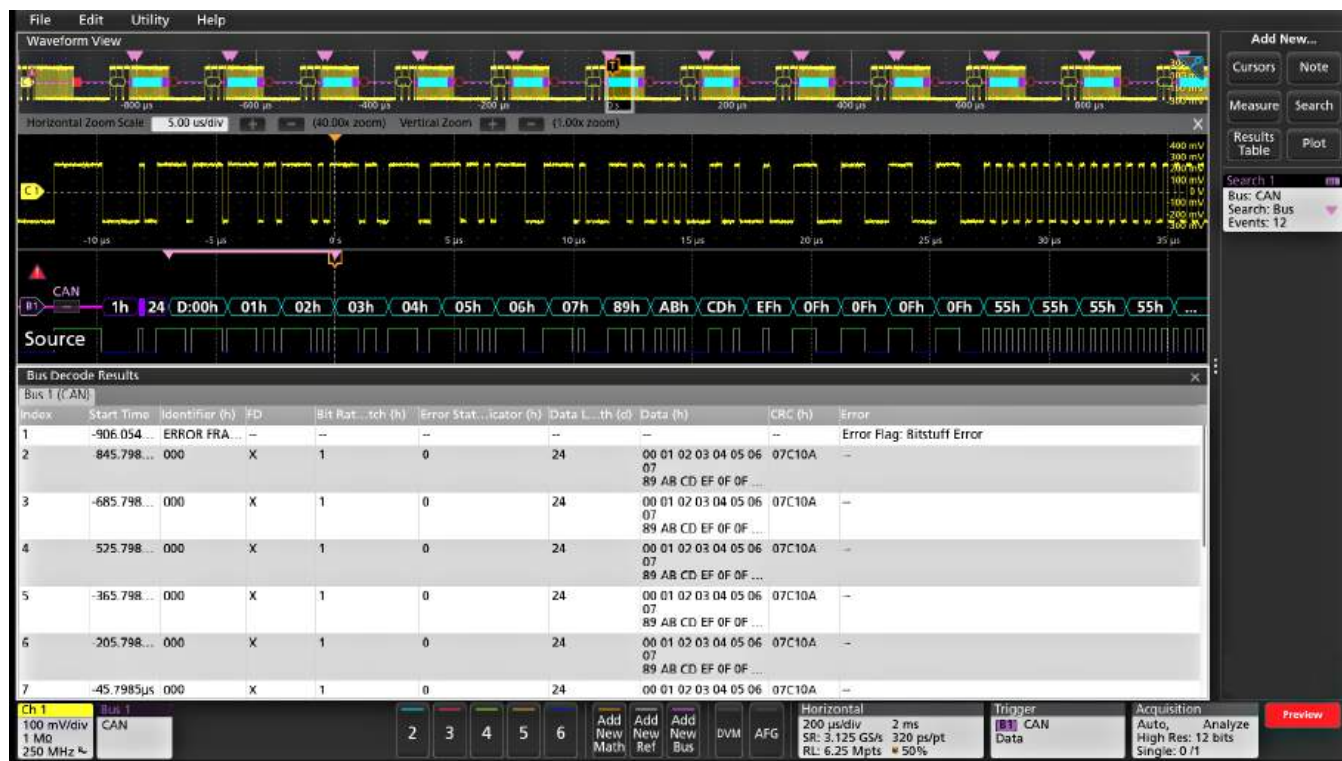 File Edit Utility Help
Waveform View
Add New...
Cursors Note
Measure Search
Results Table Plot
-800 µs -600 µs -400 µs -200 µs 0 s 200 µs 400 µs 600 µs 800 µs
Horizontal Zoom Scale 5.00 us/div (40.00x zoom) Vertical Zoom (1.00x zoom)
Search 1
Bus: CAN
Search: Bus
Events: 12
400 mV
300 mV
200 mV
100 mV
0 V
-100 mV
-200 mV
-300 mV
C1
-10 µs -5 µs 0 s 5 µs 10 µs 15 µs 20 µs 25 µs 30 µs 35 µs
CAN
B1 1h 24 D:00h 01h 02h 03h 04h 05h 06h 07h 89h ABh CDh EFh 0Fh 0Fh 0Fh 0Fh 55h 55h 55h 55h ...
Source
Bus Decode Results
Bus 1 (CAN)
Index Start Time Identifier (h) FD Bit Rat...tch (h) Error Stat...icator (h) Data L...th (d) Data (h) CRC (h) Error
1 -906.054... ERROR FRA... -- -- -- -- -- -- Error Flag: Bitstuff Error
2 -845.798... 000 X 1 0 24 00 01 02 03 04 05 06 07C10A --
07
89 AB CD EF 0F 0F ...
3 -685.798... 000 X 1 0 24 00 01 02 03 04 05 06 07C10A --
07
89 AB CD EF 0F 0F ...
4 -525.798... 000 X 1 0 24 00 01 02 03 04 05 06 07C10A --
07
89 AB CD EF 0F 0F ...
5 -365.798... 000 X 1 0 24 00 01 02 03 04 05 06 07C10A --
07
89 AB CD EF 0F 0F ...
6 -205.798... 000 X 1 0 24 00 01 02 03 04 05 06 07C10A --
07
89 AB CD EF 0F 0F ...
7 -45.7985µs 000 X 1 0 24 00 01 02 03 04 05 06 07C10A --
Ch 1
100 mV/div
1 MΩ
250 MHz
Bus 1
CAN
2 3 4 5 6
Add New Math
Add New Ref
Add New Bus
DVM AFG
Horizontal
200 µs/div 2 ms
SR: 3.125 GS/s 320 ps/pt
RL: 6.25 Mpts 50%
Trigger
B1 CAN
Data
Acquisition
Auto, Analyze
High Res: 12 bits
Single: 0 /1
Preview